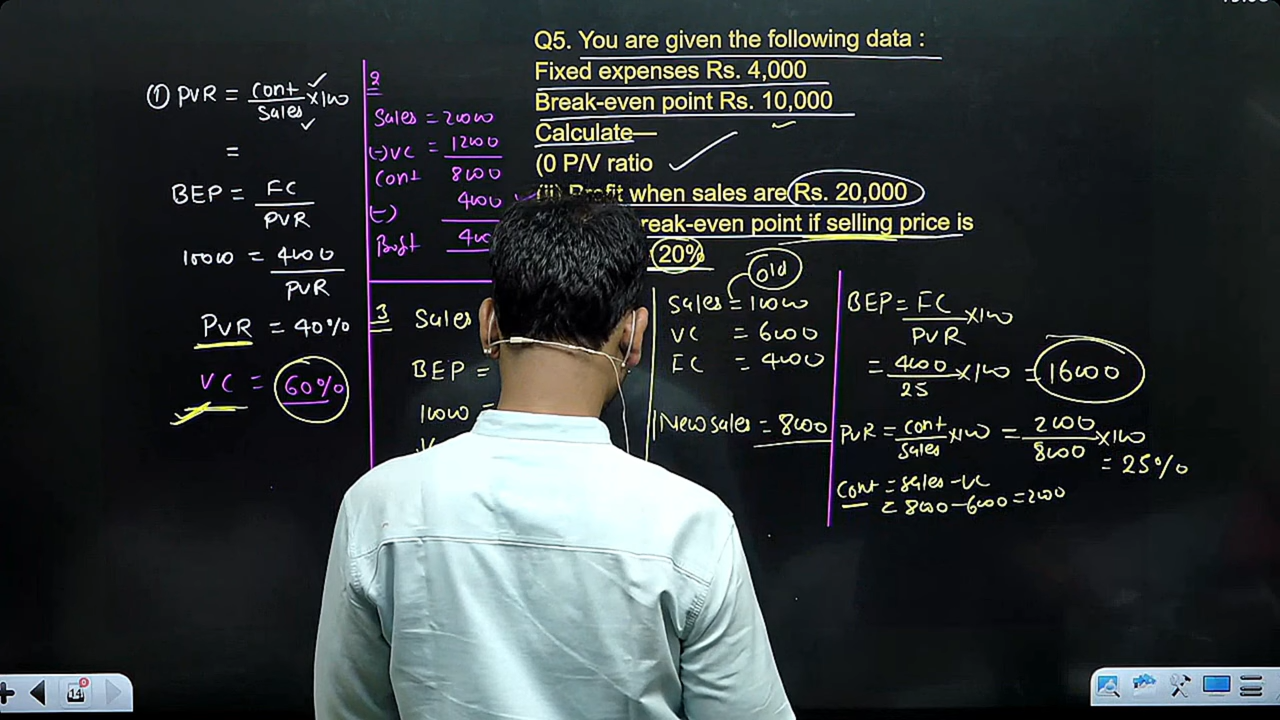 Q5. You are given the following data :
Fixed expenses Rs. 4,000
Break-even point Rs. 10,000
Calculate—
(0 P/V ratio
(ii) Profit when sales are Rs. 20,000
reak-even point if selling price is
20%
① PVR = Cont/Sales × 100
=
BEP = FC/PVR
10000 = 4000/PVR
PVR = 40%
VC = 60%
2
Sales = 20000
(-) VC = 12000
Cont 8000
(-) 4000
Profit
3 Sales
BEP =
10000 =
old
Sales = 10000
VC = 6000
FC = 4000
New sales = 8000
BEP = FC/PVR × 100
= 4000/25 × 100 = 16000
PVR = Cont/Sales × 100 = 2000/8000 × 100
= 25%
Cont = Sales - VC
= 8000 - 6000 = 2000
14